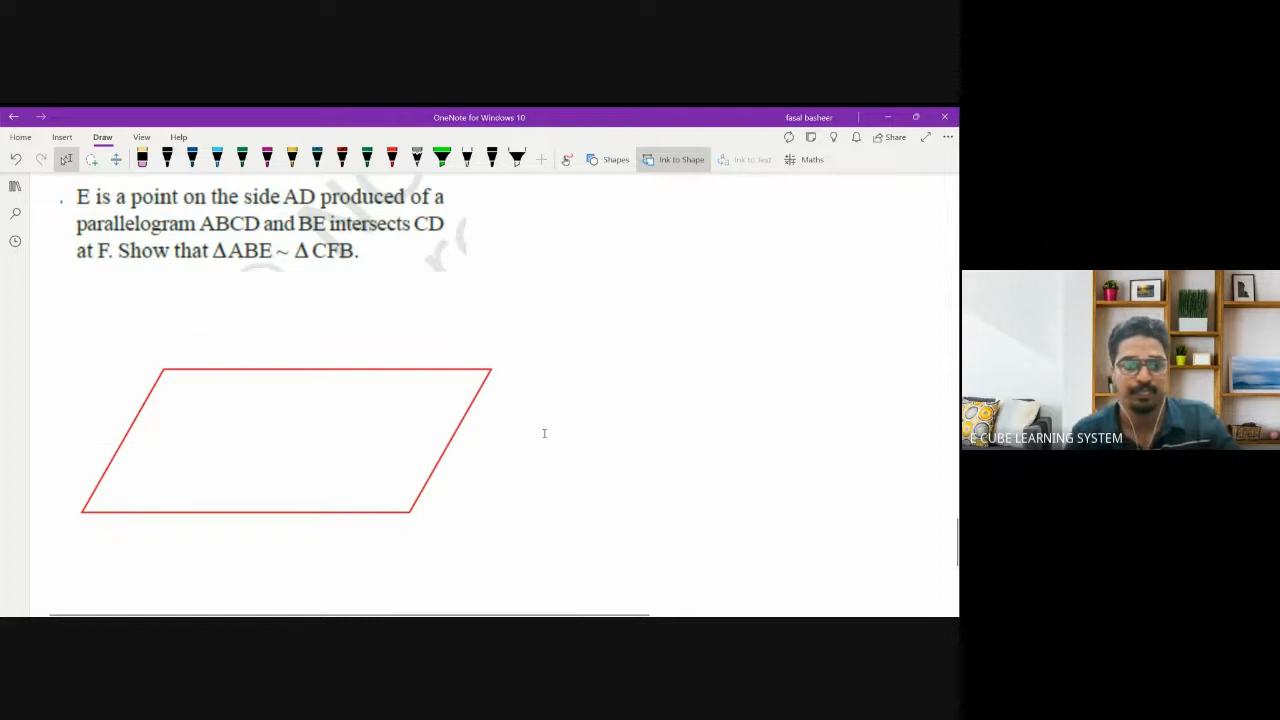 OneNote for Windows 10
fasal basheer
Home Insert Draw View Help
Share
Shapes
Ink to Shape
Ink to Text
Maths
E is a point on the side AD produced of a
parallelogram ABCD and BE intersects CD
at F. Show that Δ ABE ~ Δ CFB.
E CUBE LEARNING SYSTEM